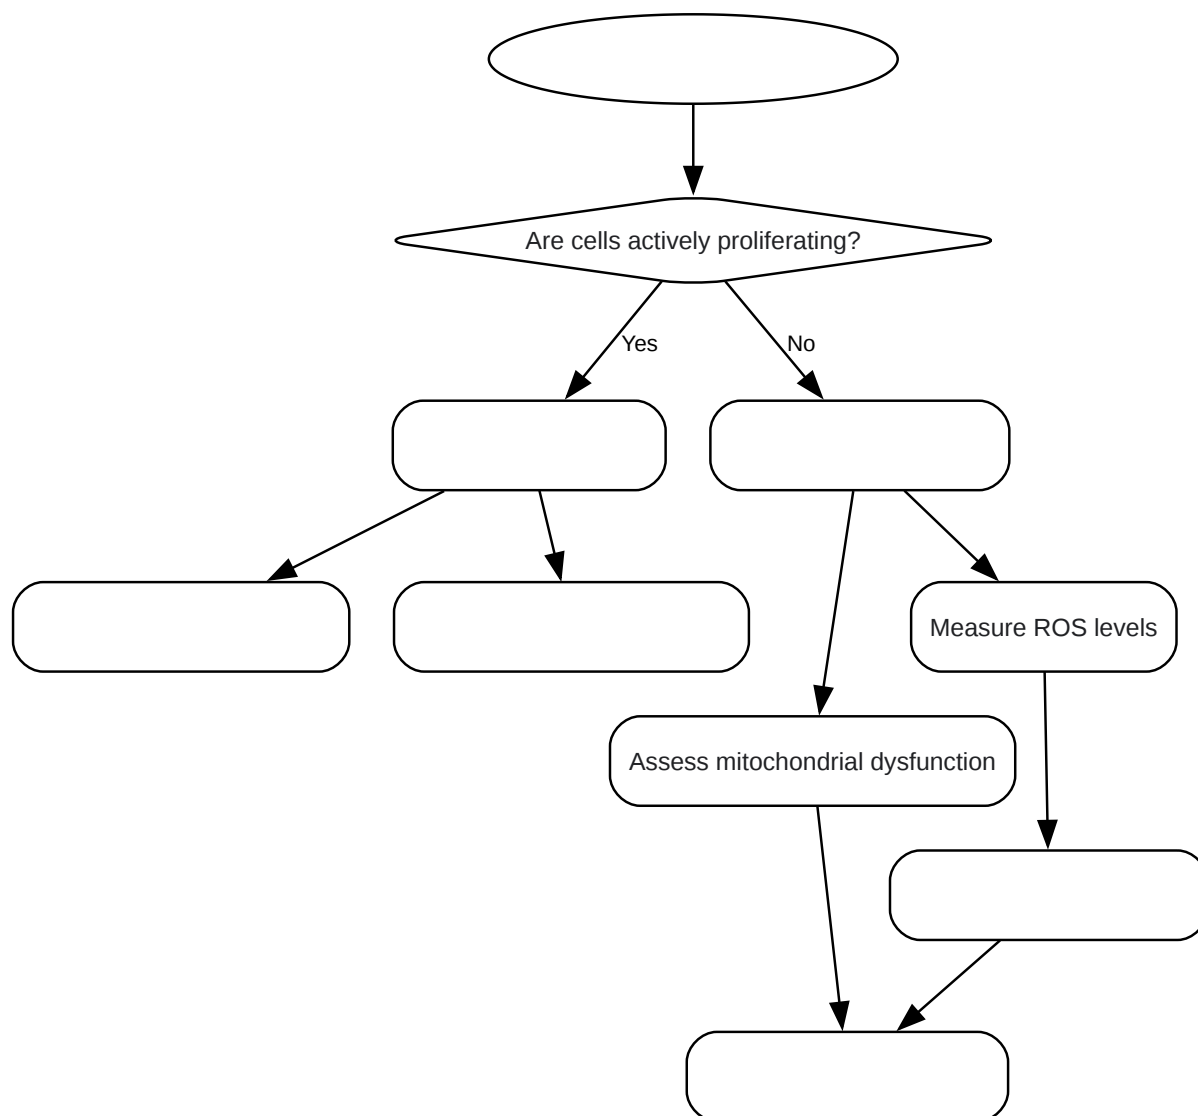 Are cells actively proliferating?
Yes
No
Measure ROS levels
Assess mitochondrial dysfunction